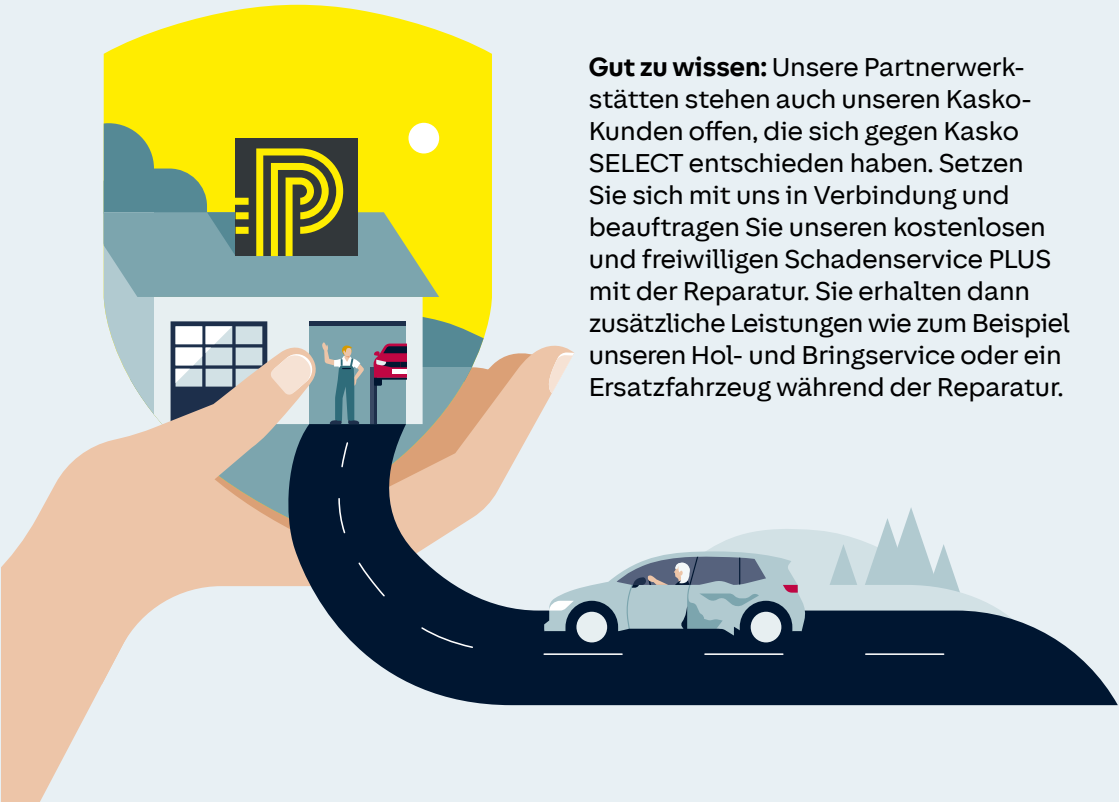 Gut zu wissen: Unsere Partnerwerk-
stätten stehen auch unseren Kasko-
Kunden offen, die sich gegen Kasko
SELECT entschieden haben. Setzen
Sie sich mit uns in Verbindung und
beauftragen Sie unseren kostenlosen
und freiwilligen Schadenservice PLUS
mit der Reparatur. Sie erhalten dann
zusätzliche Leistungen wie zum Beispiel
unseren Hol- und Bringservice oder ein
Ersatzfahrzeug während der Reparatur.
P